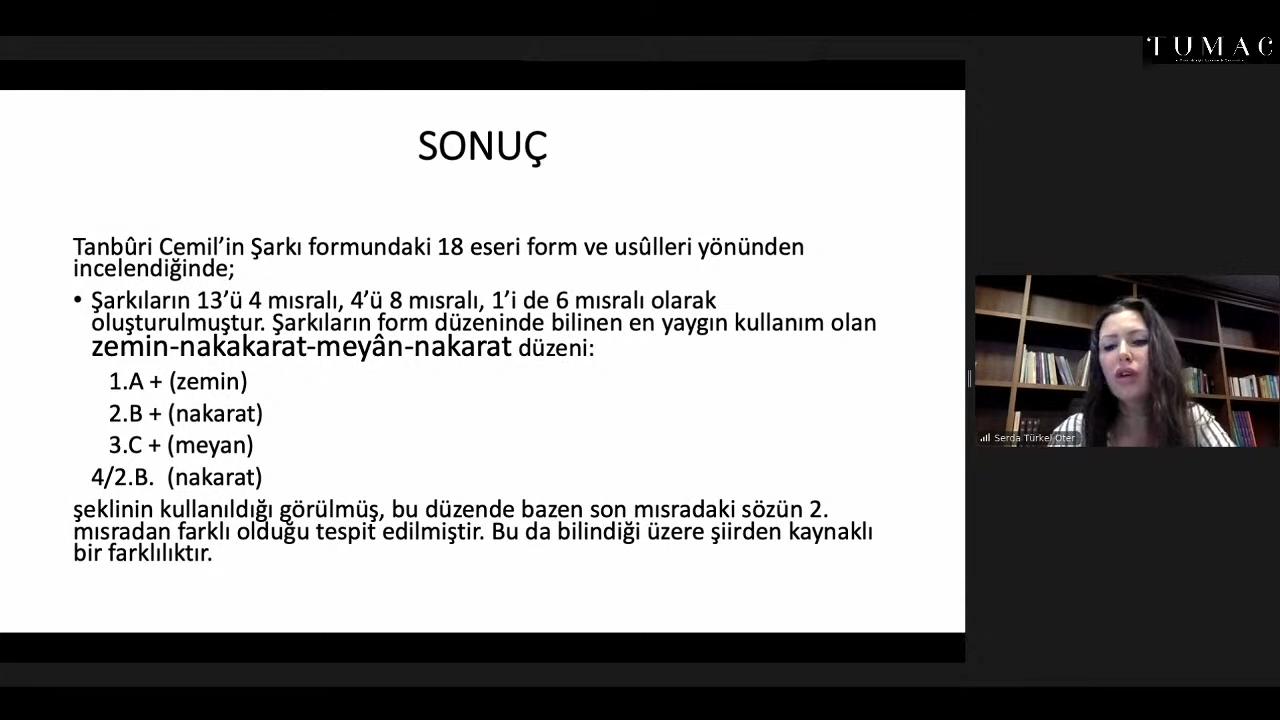 TUMAC
SONUÇ
Tanbûri Cemil’in Şarkı formundaki 18 eseri form ve usûlleri yönünden
incelendiğinde;
• Şarkıların 13’ü 4 mısralı, 4’ü 8 mısralı, 1’i de 6 mısralı olarak
oluşturulmuştur. Şarkıların form düzeninde bilinen en yaygın kullanım olan
zemin-nakakarat-meyân-nakarat düzeni:
1.A + (zemin)
2.B + (nakarat)
3.C + (meyan)
4/2.B. (nakarat)
şeklinin kullanıldığı görülmüş, bu düzende bazen son mısradaki sözün 2.
mısradan farklı olduğu tespit edilmiştir. Bu da bilindiği üzere şiirden kaynaklı
bir farklılıktır.
Serda Türkel Oter